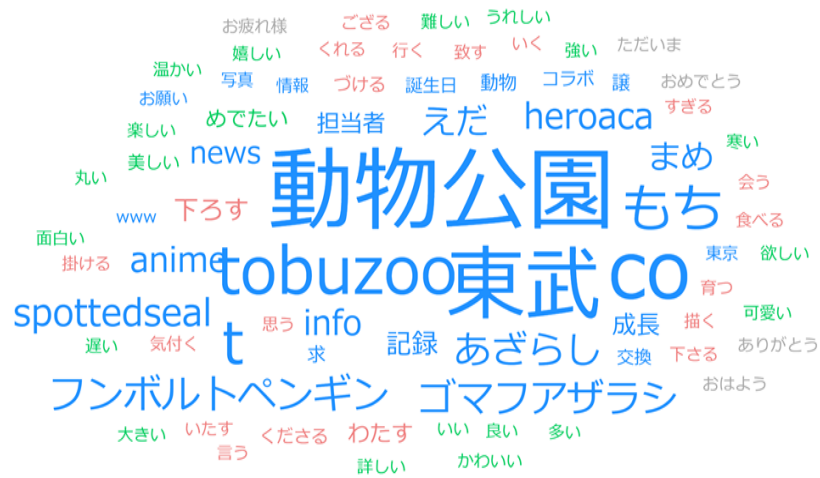 お疲れ様 ござる 難しい うれしい
嬉しい くれる 行く 致す いく 強い ただいま
温かい 写真 情報 づける 誕生日 動物 コラボ 譲 おめでとう
お願い めでたい 担当者 えだ heroaca すぎる
楽しい 美しい news 動物公園 まめ 寒い
丸い www 下ろす もち 会う 食べる
面白い 掛ける anime tobuzoo 東武 co 東京 欲しい
spottedseal t 思う info 記録 あざらし 成長 育つ 描く 可愛い
遅い 気付く 求 交換 下さる ありがとう
フンボルトペンギン ゴマフアザラシ おはよう
大きい いたす くださる わたす いい 良い 多い
言う 詳しい かわいい